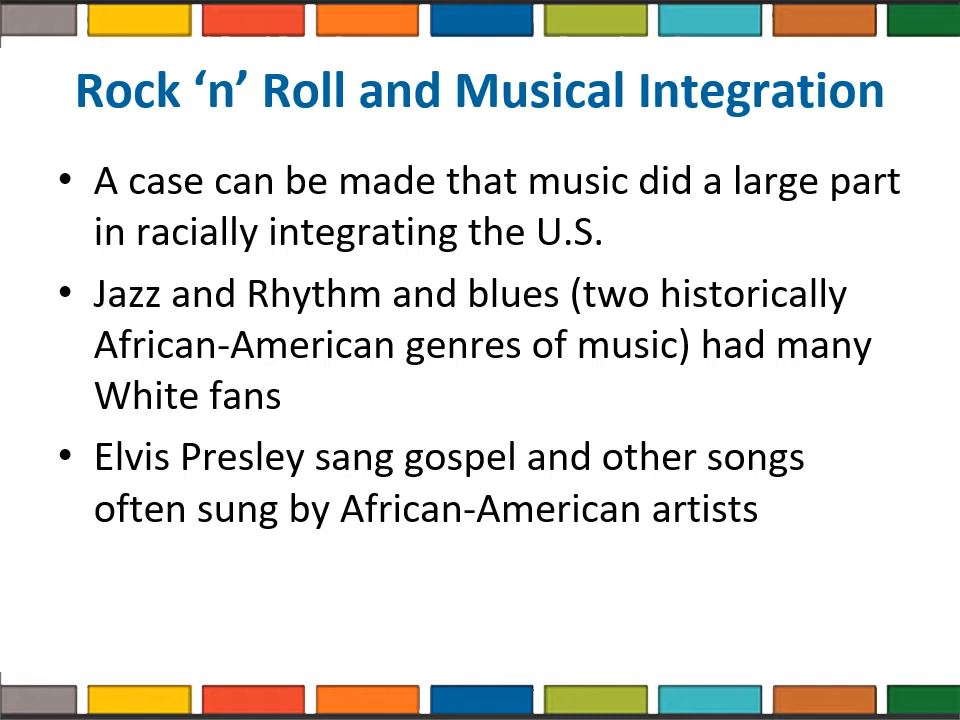 Rock ‘n’ Roll and Musical Integration
• A case can be made that music did a large part
in racially integrating the U.S.
• Jazz and Rhythm and blues (two historically
African-American genres of music) had many
White fans
• Elvis Presley sang gospel and other songs
often sung by African-American artists